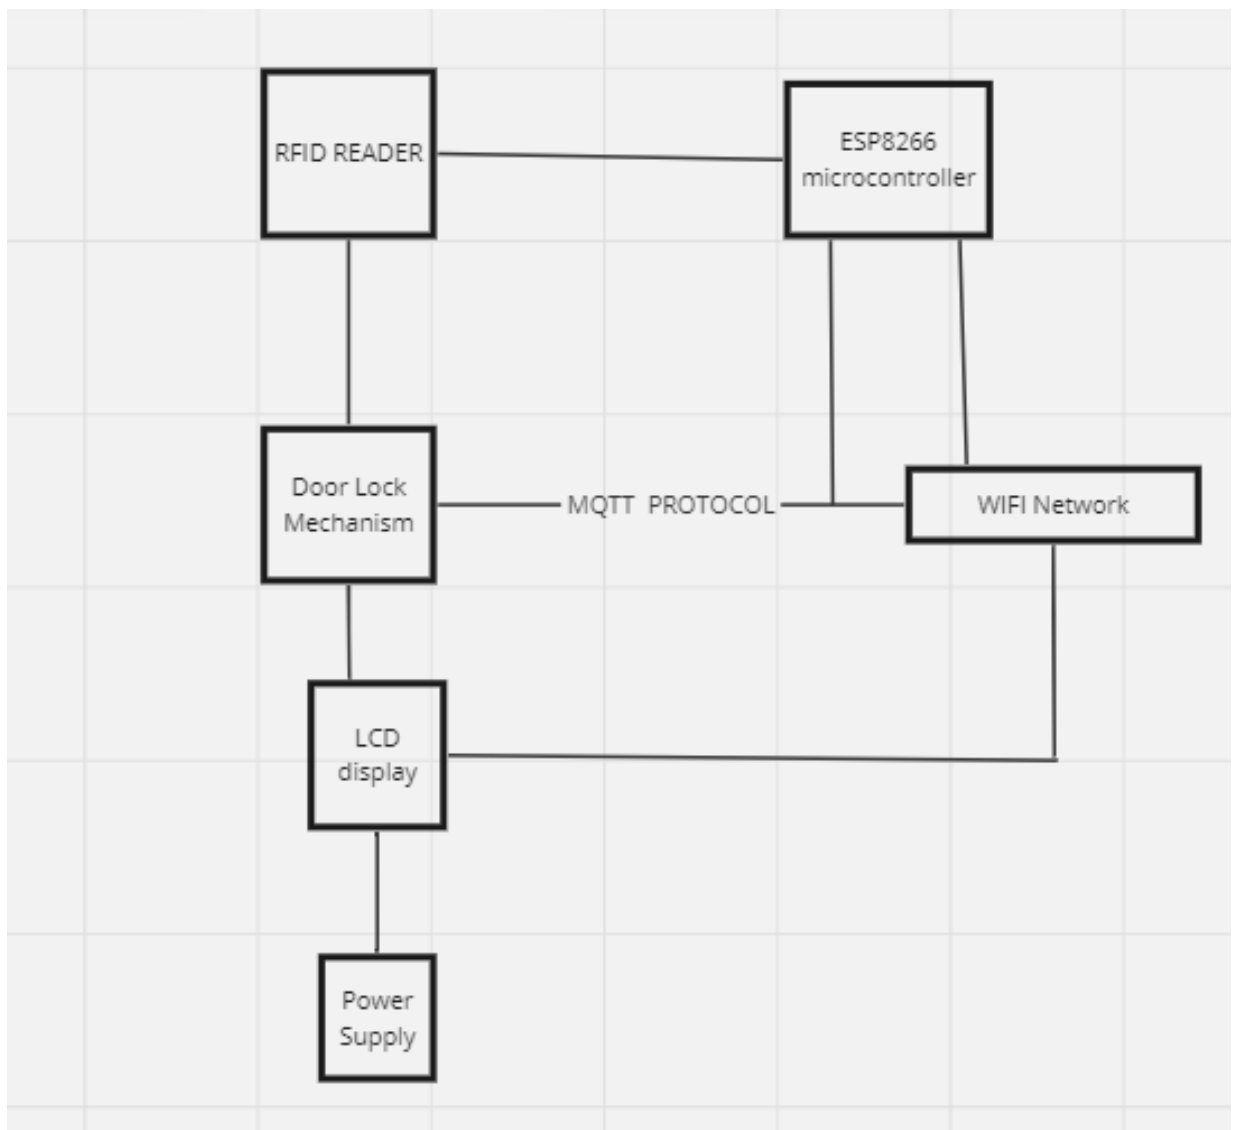 RFID READER
ESP8266
microcontroller
Door Lock
Mechanism
MQTT  PROTOCOL
WIFI Network
LCD
display
Power
Supply